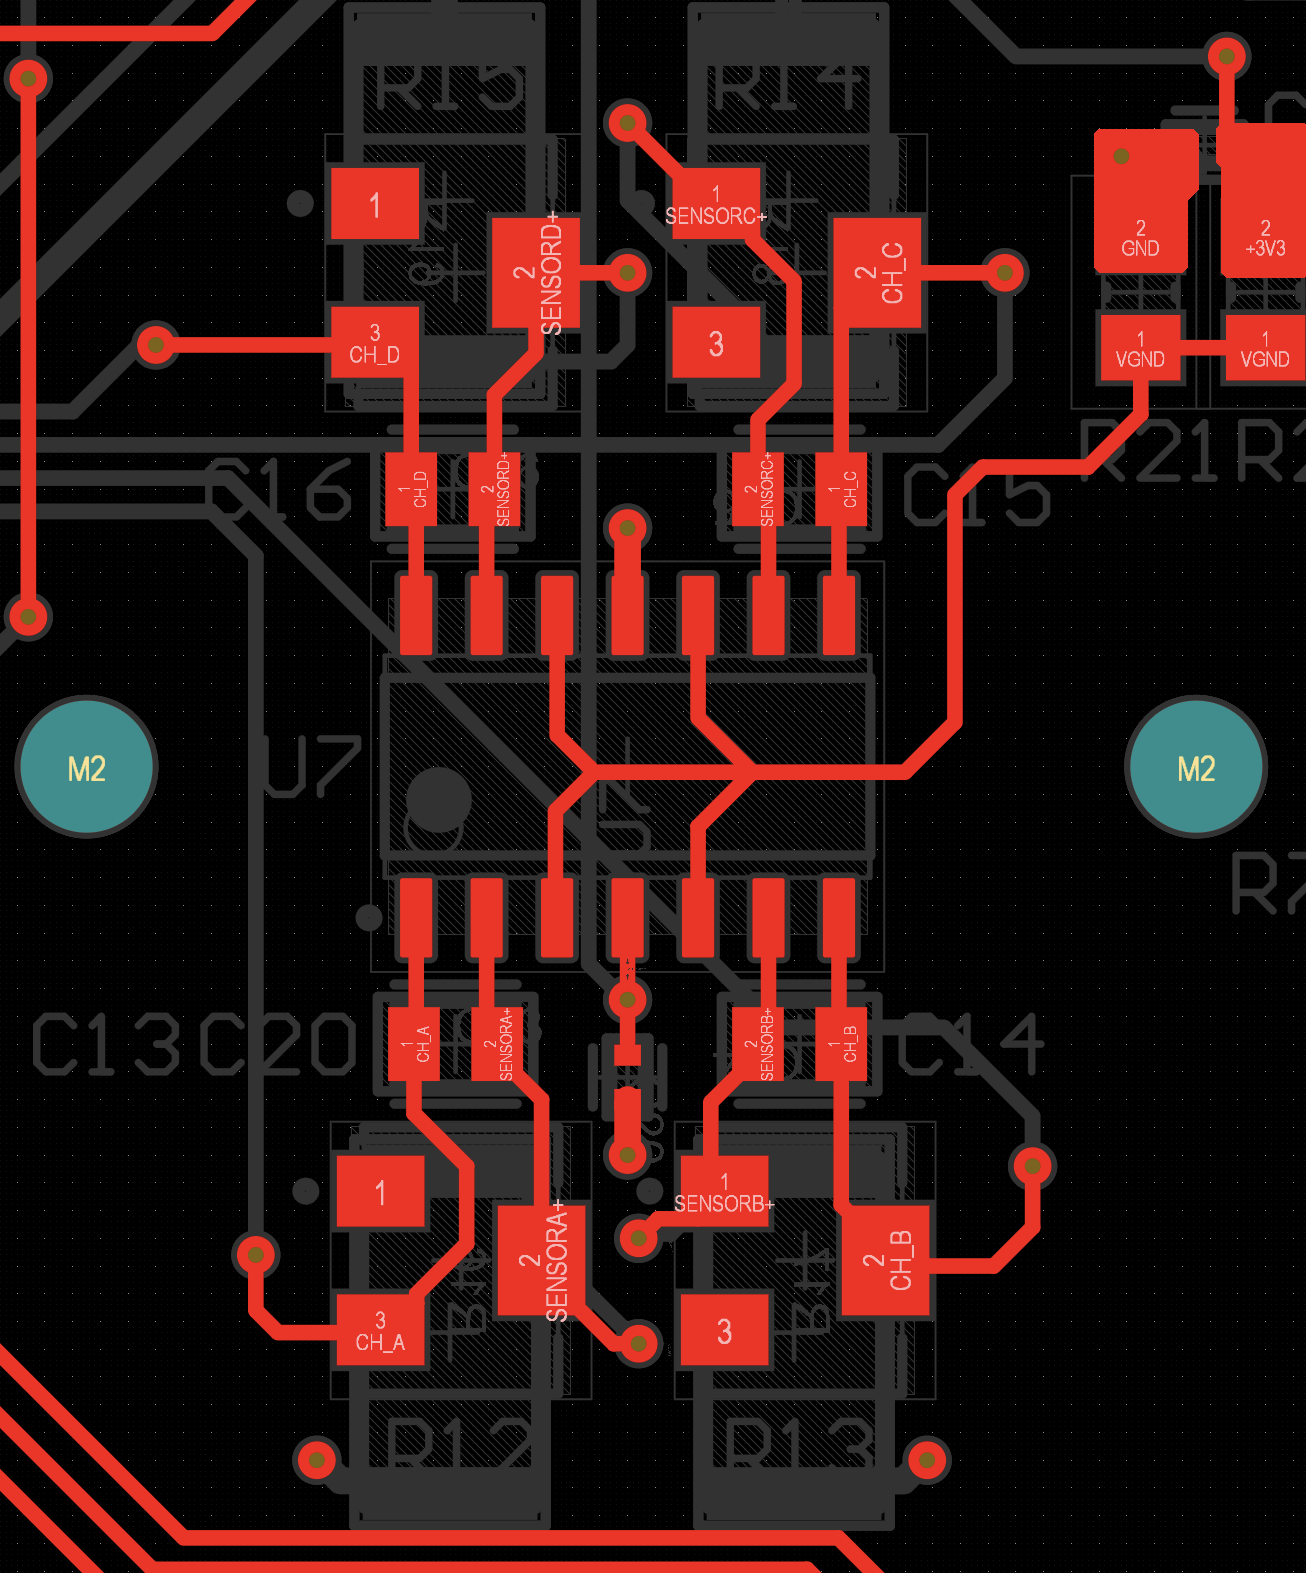 R15
R14
1
1
SENSORC+
2
SENSORD+
2
CH_C
3
CH_D
3
2
GND
2
+3V3
1
VGND
1
VGND
R21
C16
1
CH_D
2
SENSORD+
2
SENSORC+
1
CH_C
C15
M2
U7
M2
C13
C20
1
CH_A
2
SENSORA+
2
SENSORB+
1
CH_B
C14
1
1
SENSORB+
2
SENSORA+
2
CH_B
3
CH_A
3
R12
R13